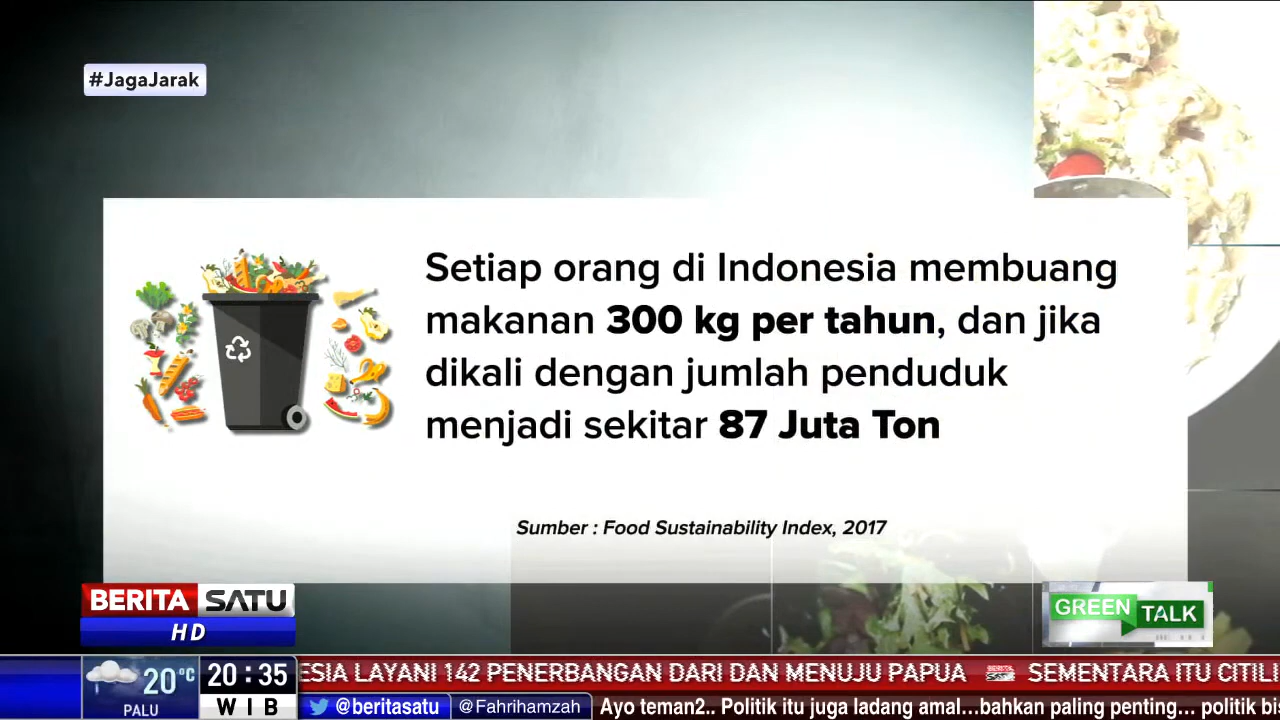 #JagaJarak
Setiap orang di Indonesia membuang
makanan 300 kg per tahun, dan jika
dikali dengan jumlah penduduk
menjadi sekitar 87 Juta Ton
Sumber : Food Sustainability Index, 2017
BERITA SATU
HD
GREEN TALK
20°C
PALU
20:35
WIB
ESIA LAYANI 142 PENERBANGAN DARI DAN MENUJU PAPUA SEMENTARA ITU CITILI
@beritasatu @Fahrihamzah Ayo teman2.. Politik itu juga ladang amal...bahkan paling penting... politik bis